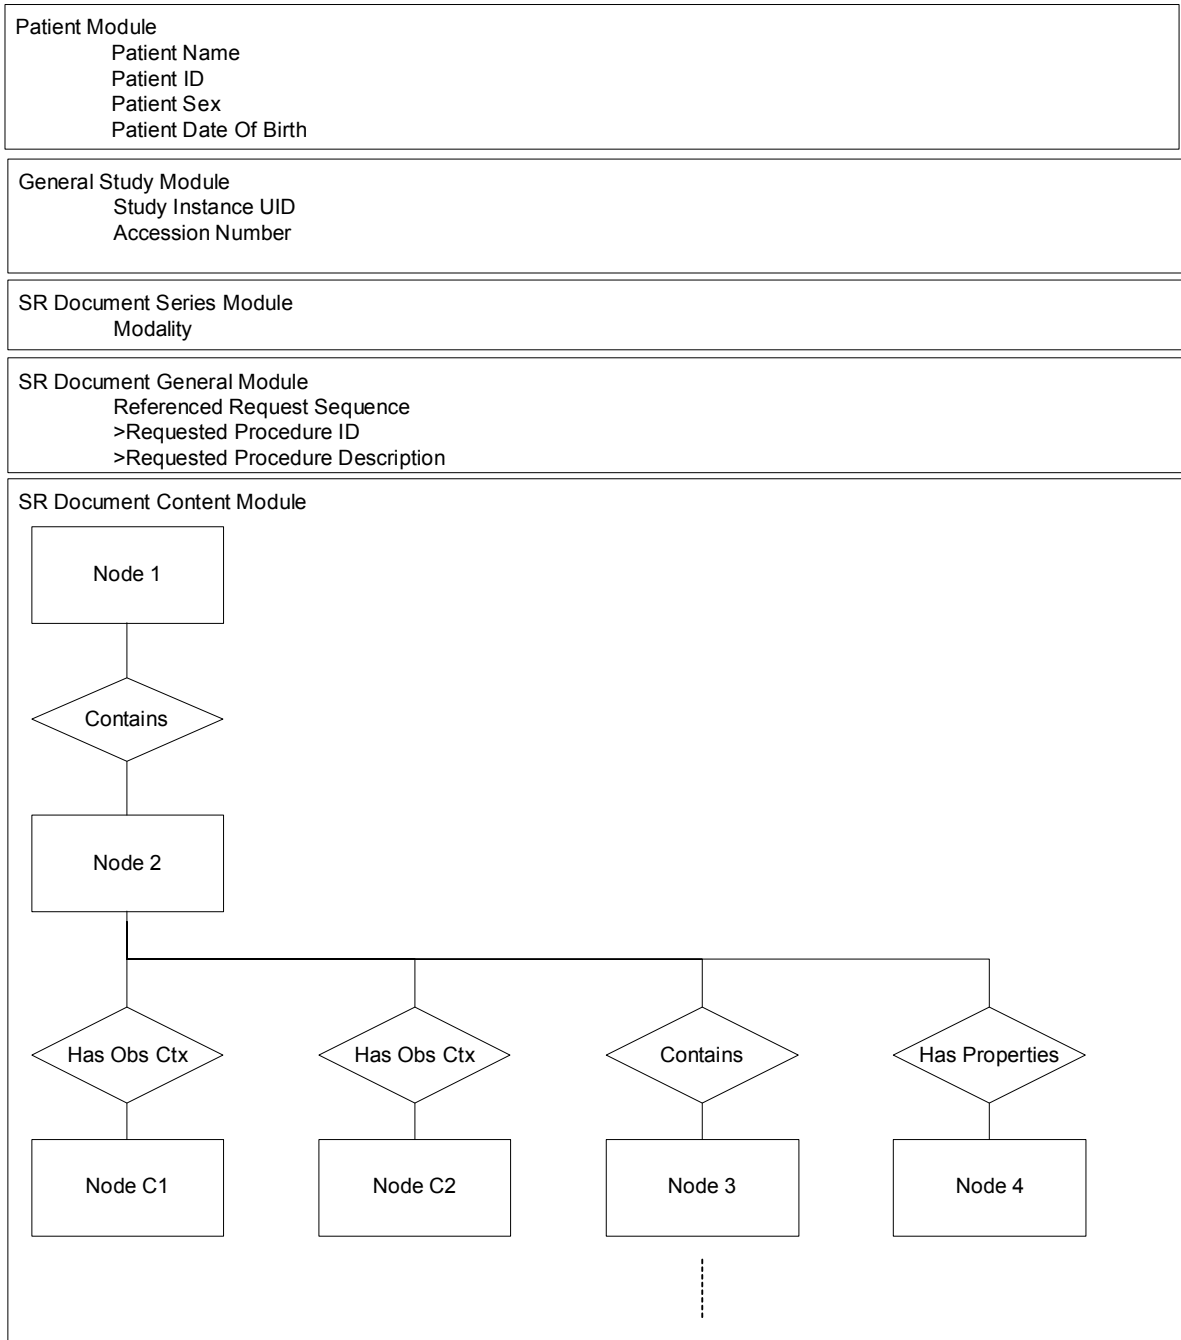 Patient Module
Patient Name
Patient ID
Patient Sex
Patient Date Of Birth
General Study Module
Study Instance UID
Accession Number
SR Document Series Module
Modality
SR Document General Module
Referenced Request Sequence
>Requested Procedure ID
>Requested Procedure Description
SR Document Content Module
Node 1
Contains
Node 2
Has Obs Ctx
Has Obs Ctx
Contains
Has Properties
Node C1
Node C2
Node 3
Node 4